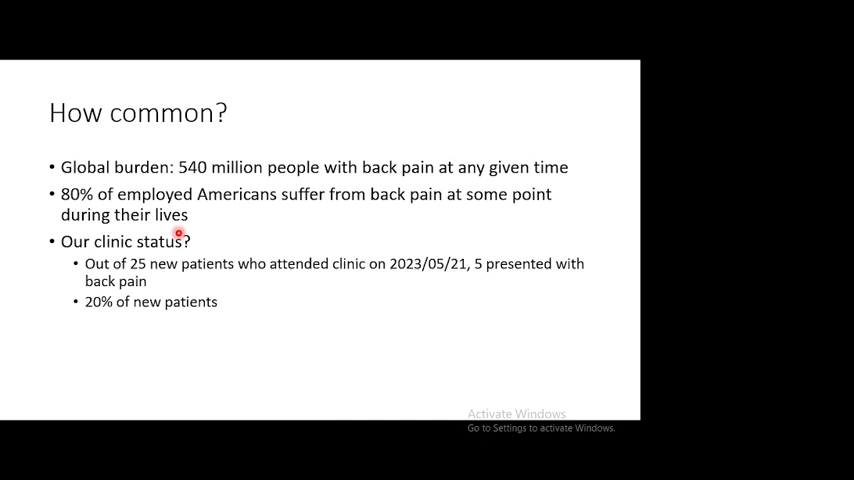 How common?
• Global burden: 540 million people with back pain at any given time
• 80% of employed Americans suffer from back pain at some point
during their lives
• Our clinic status?
• Out of 25 new patients who attended clinic on 2023/05/21, 5 presented with
back pain
• 20% of new patients
Activate Windows
Go to Settings to activate Windows.